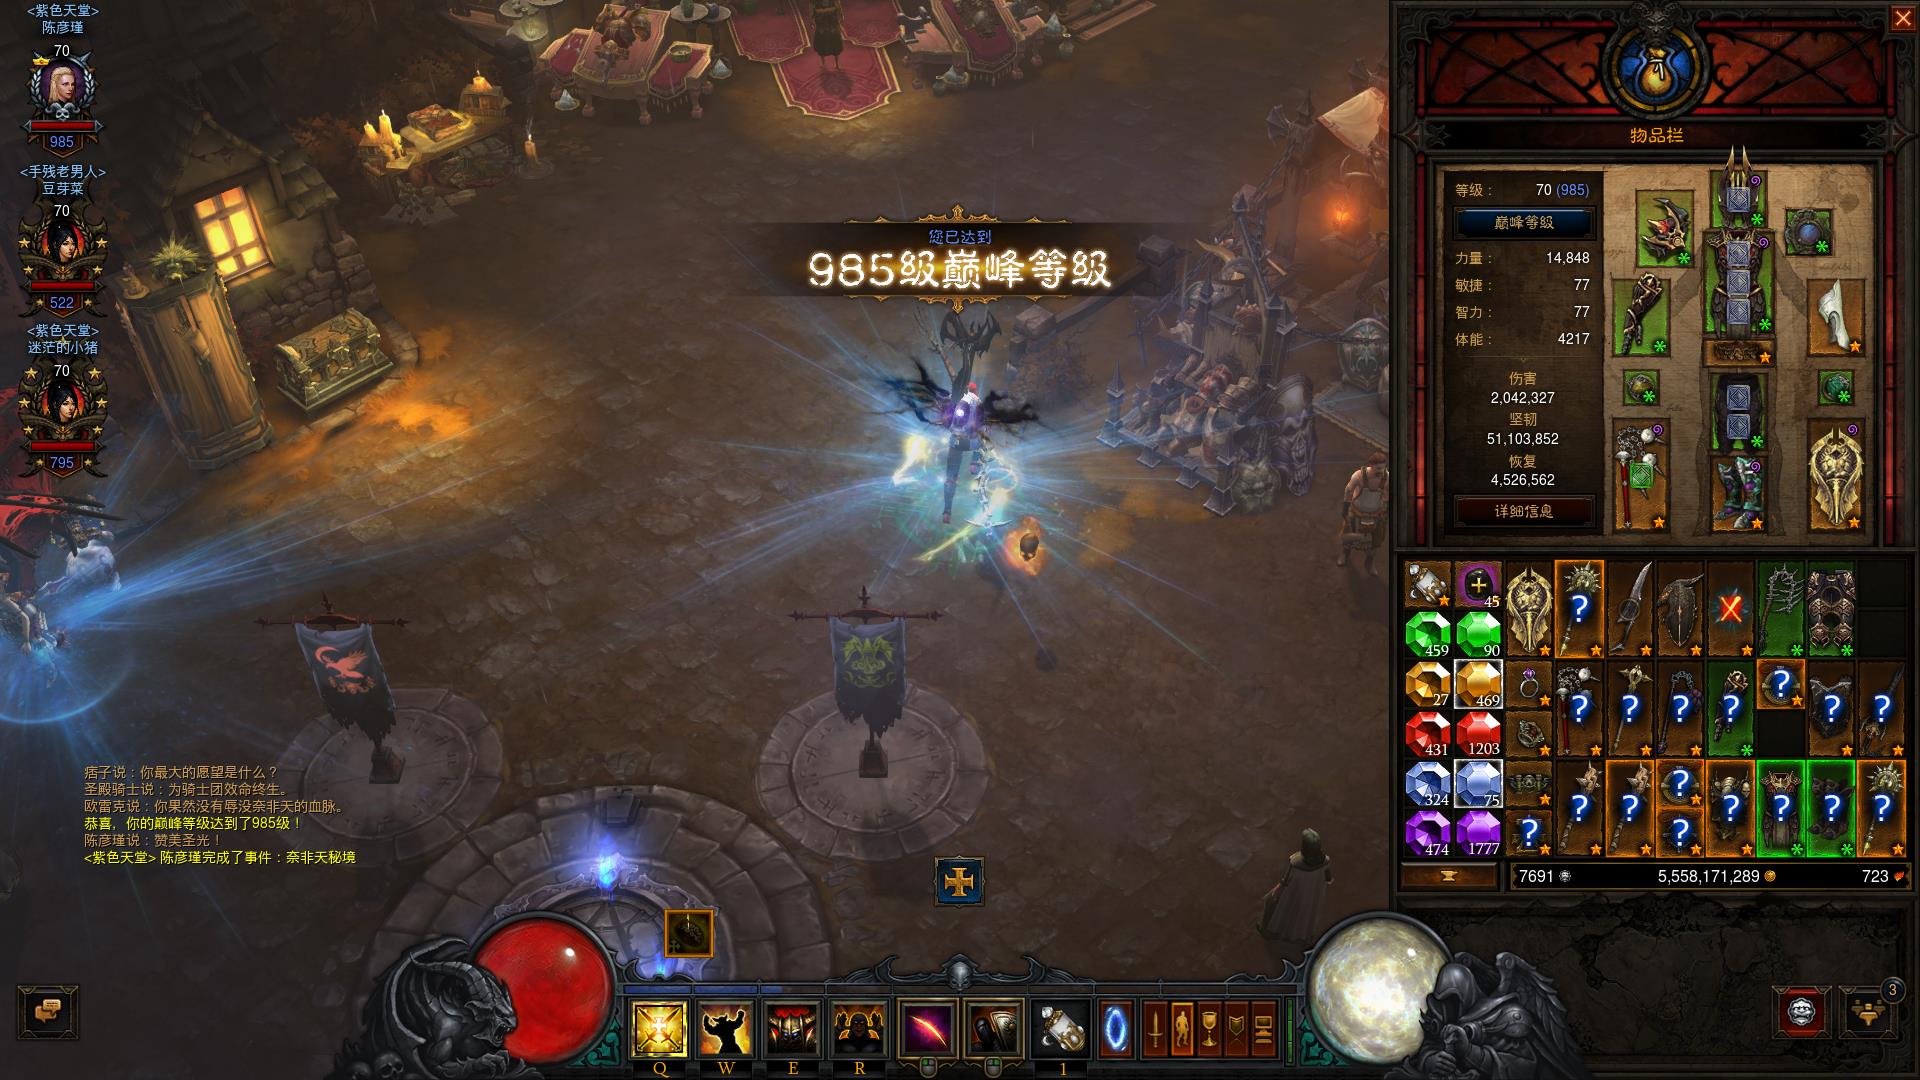 <紫色天堂>
陈彦瑾
70
985
<手残老男人>
豆芽菜
70
522
<紫色天堂>
迷茫的小猪
70
795
您已达到
985级巅峰等级
痞子说：你最大的愿望是什么？
圣殿骑士说：为骑士团效命终生。
欧雷克说：你果然没有辱没奈非天的血脉。
恭喜，你的巅峰等级达到了985级！
陈彦瑾说：赞美圣光！
<紫色天堂> 陈彦瑾完成了事件：奈非天秘境
Q W E R 1
物品栏
等级： 70 (985)
巅峰等级
力量： 14,848
敏捷： 77
智力： 77
体能： 4217
伤害
2,042,327
坚韧
51,103,852
恢复
4,526,562
详细信息
45
?
459 90
27 469
? ? ? ? ? ? ?
431 1203
324 75
? ? ? ? ? ? ?
474 1777
? ?
7691 5,558,171,289 723
3